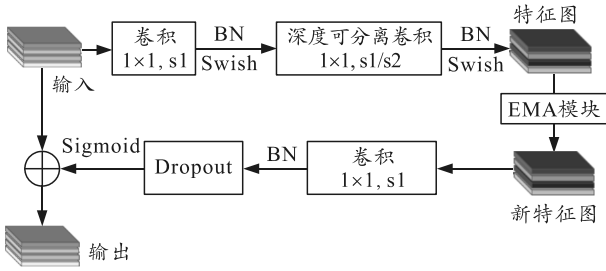 卷积
1×1, s1
BN
Swish
深度可分离卷积
1×1, s1/s2
BN
Swish
特征图
输入
EMA模块
Sigmoid
Dropout
BN
卷积
1×1, s1
新特征图
输出